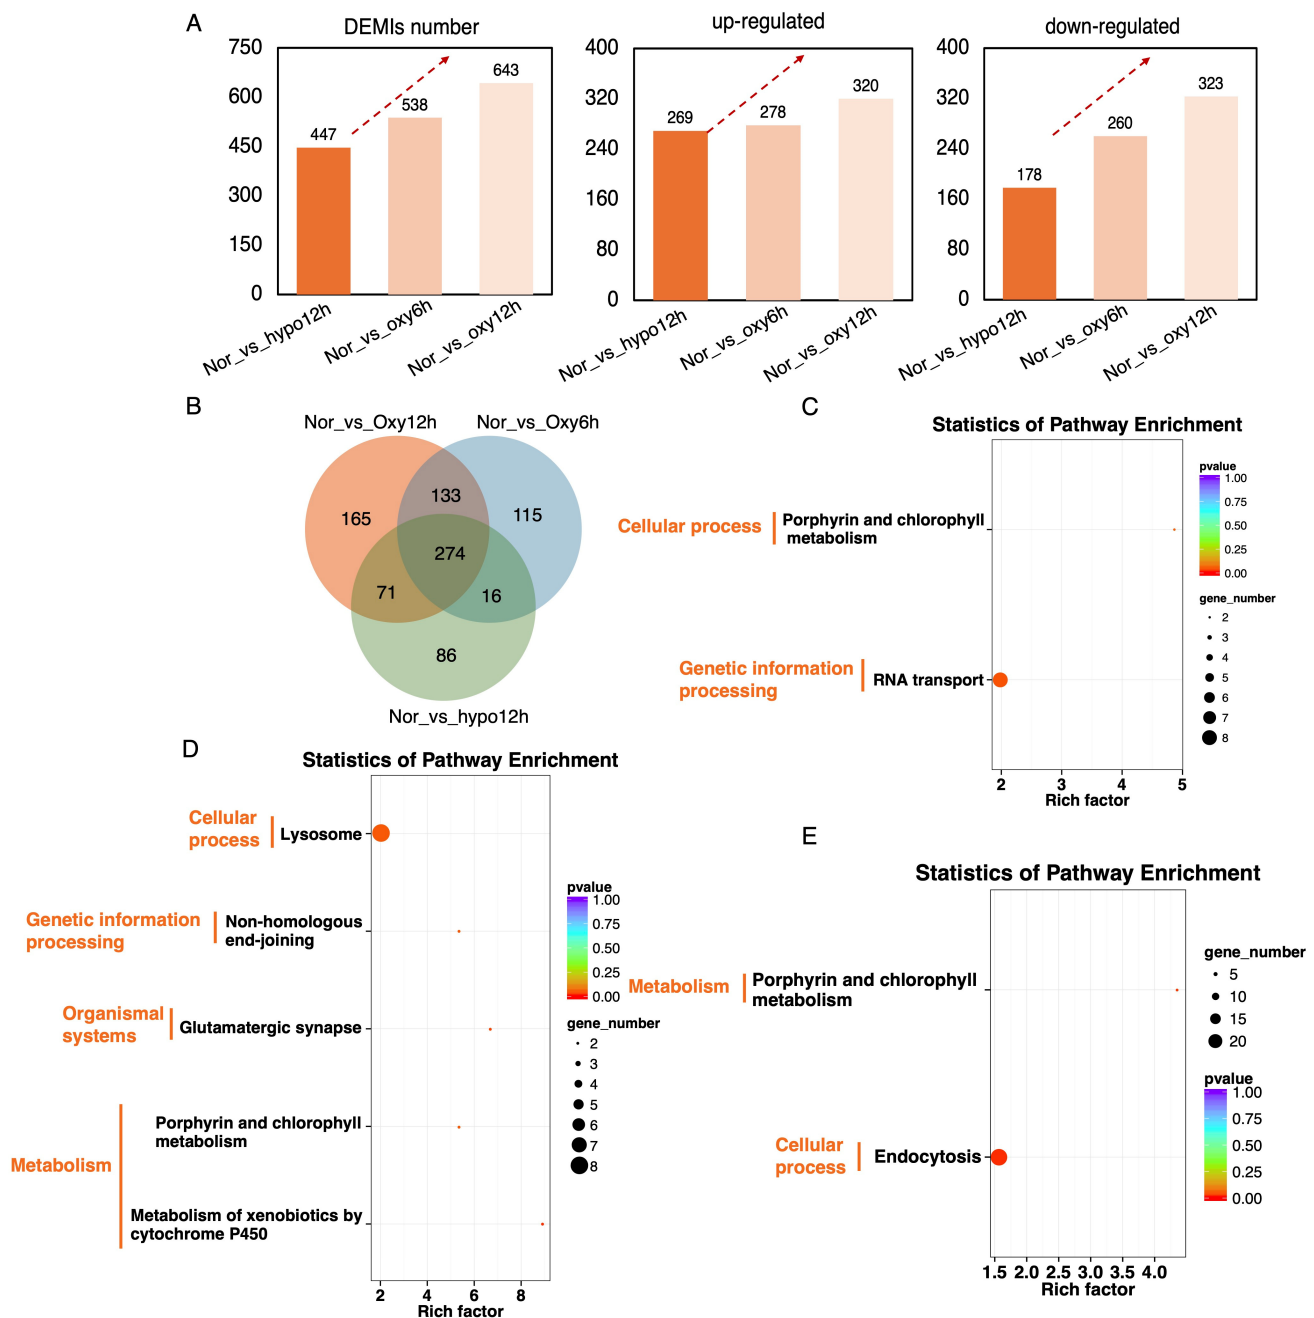 A
DEMIs number
750
600
450
300
150
0
447
538
643
Nor_vs_hypo12h
Nor_vs_oxy6h
Nor_vs_oxy12h
up-regulated
400
320
240
160
80
0
269
278
320
Nor_vs_hypo12h
Nor_vs_oxy6h
Nor_vs_oxy12h
down-regulated
400
320
240
160
80
0
178
260
323
Nor_vs_hypo12h
Nor_vs_oxy6h
Nor_vs_oxy12h
B
Nor_vs_Oxy12h
Nor_vs_Oxy6h
133
165
115
274
71
16
86
Nor_vs_hypo12h
C
Statistics of Pathway Enrichment
Cellular process
Porphyrin and chlorophyll
metabolism
Genetic information
processing
RNA transport
2
3
4
5
Rich factor
pvalue
1.00
0.75
0.50
0.25
0.00
gene_number
2
3
4
5
6
7
8
D
Statistics of Pathway Enrichment
Cellular
process
Lysosome
Genetic information
processing
Non-homologous
end-joining
Organismal
systems
Glutamatergic synapse
Metabolism
Porphyrin and chlorophyll
metabolism
Metabolism of xenobiotics by
cytochrome P450
2
4
6
8
Rich factor
pvalue
1.00
0.75
0.50
0.25
0.00
gene_number
2
3
4
5
6
7
8
E
Statistics of Pathway Enrichment
Metabolism
Porphyrin and chlorophyll
metabolism
Cellular
process
Endocytosis
1.5
2.0
2.5
3.0
3.5
4.0
Rich factor
gene_number
5
10
15
20
pvalue
1.00
0.75
0.50
0.25
0.00